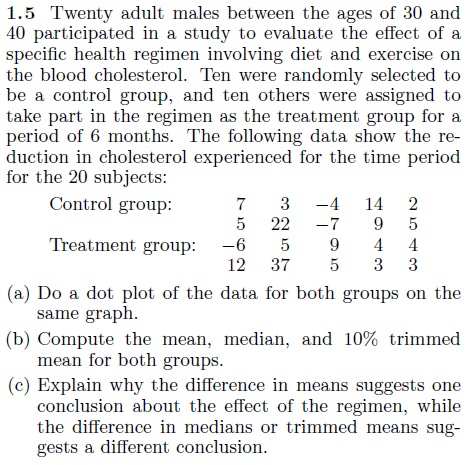 1.5 Twenty adult males between the ages of 30 and
40 participated in a study to evaluate the effect of a
specific health regimen involving diet and exercise on
the blood cholesterol. Ten were randomly selected to
be a control group, and ten others were assigned to
take part in the regimen as the treatment group for a
period of 6 months. The following data show the re-
duction in cholesterol experienced for the time period
for the 20 subjects:
Control group: 7 3 −4 14 2
5 22 −7 9 5
Treatment group: −6 5 9 4 4
12 37 5 3 3
(a) Do a dot plot of the data for both groups on the
same graph.
(b) Compute the mean, median, and 10% trimmed
mean for both groups.
(c) Explain why the difference in means suggests one
conclusion about the effect of the regimen, while
the difference in medians or trimmed means sug-
gests a different conclusion.